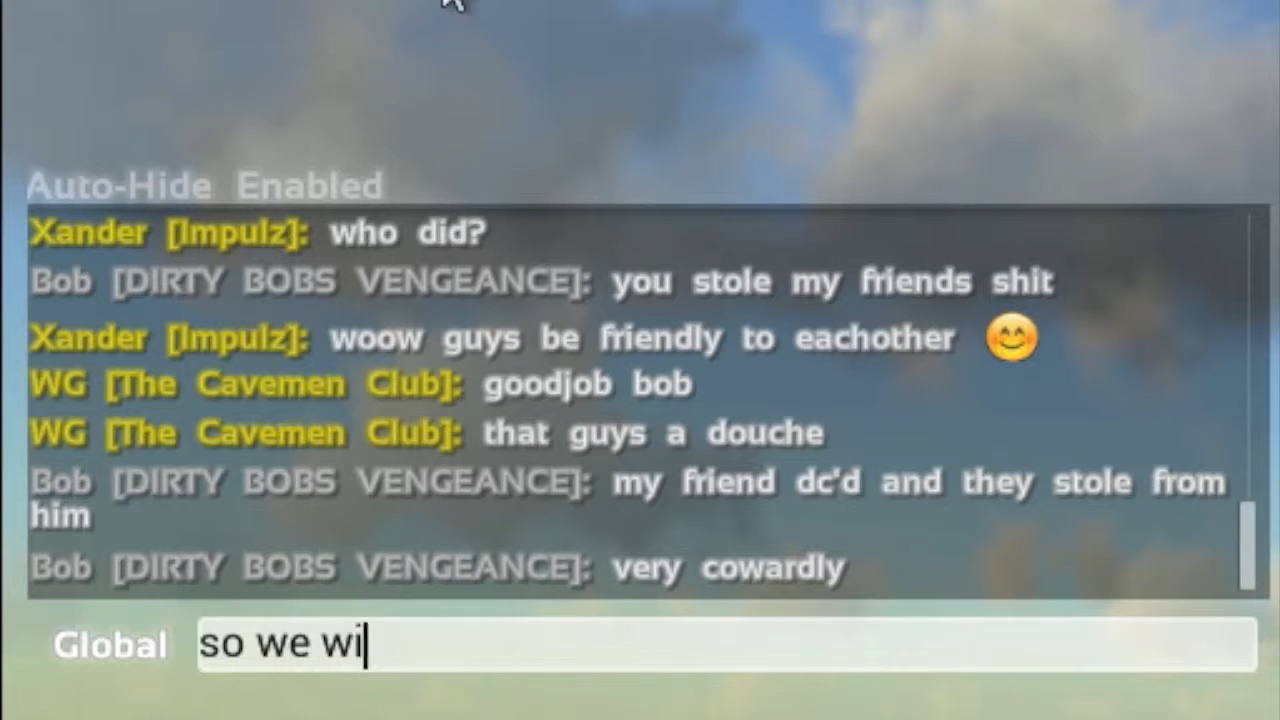 Auto-Hide Enabled
Xander [Impulz]: who did?
Bob [DIRTY BOBS VENGEANCE]: you stole my friends shit
Xander [Impulz]: woow guys be friendly to eachother 😊
WG [The Cavemen Club]: goodjob bob
WG [The Cavemen Club]: that guys a douche
Bob [DIRTY BOBS VENGEANCE]: my friend dc'd and they stole from
him
Bob [DIRTY BOBS VENGEANCE]: very cowardly
Global so we wi